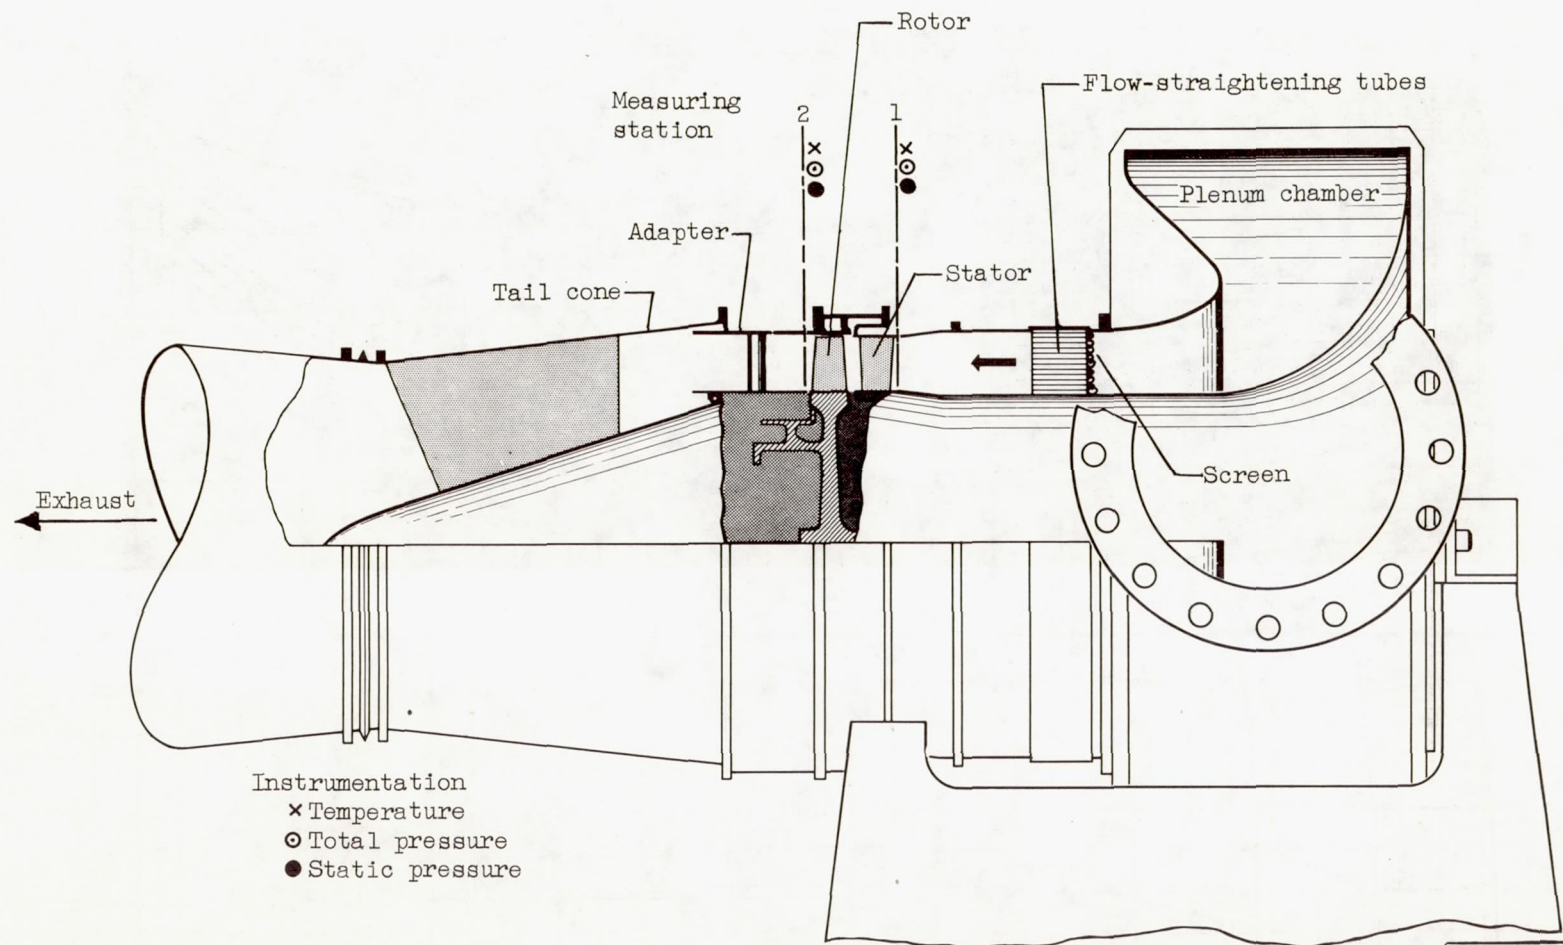 Rotor
Flow-straightening tubes
Measuring
station
2
1
Plenum chamber
Adapter
Stator
Tail cone
Screen
Exhaust
Instrumentation
× Temperature
⊙ Total pressure
● Static pressure